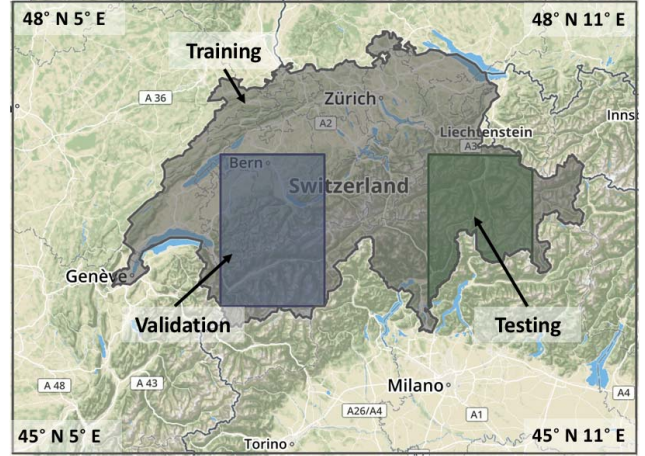 48° N 5° E
48° N 11° E
Training
A 36
Zürich
A2
Inns
Liechtenstein
A3
Bern
Switzerland
Genève
Validation
Testing
A 48
A 43
Milano
A4
A26/A4
A1
45° N 5° E
45° N 11° E
Torino